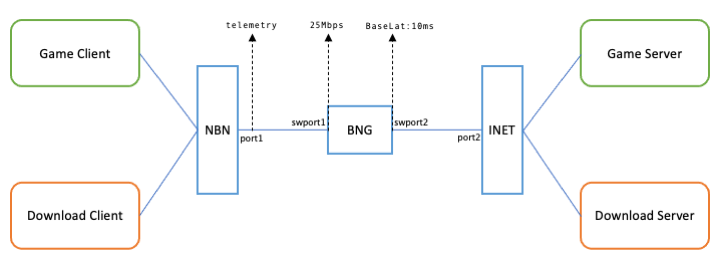 telemetry 25Mbps BaseLat:10ms
Game Client Game Server
swport1 swport2
NBN BNG INET
port1 port2
Download Client Download Server